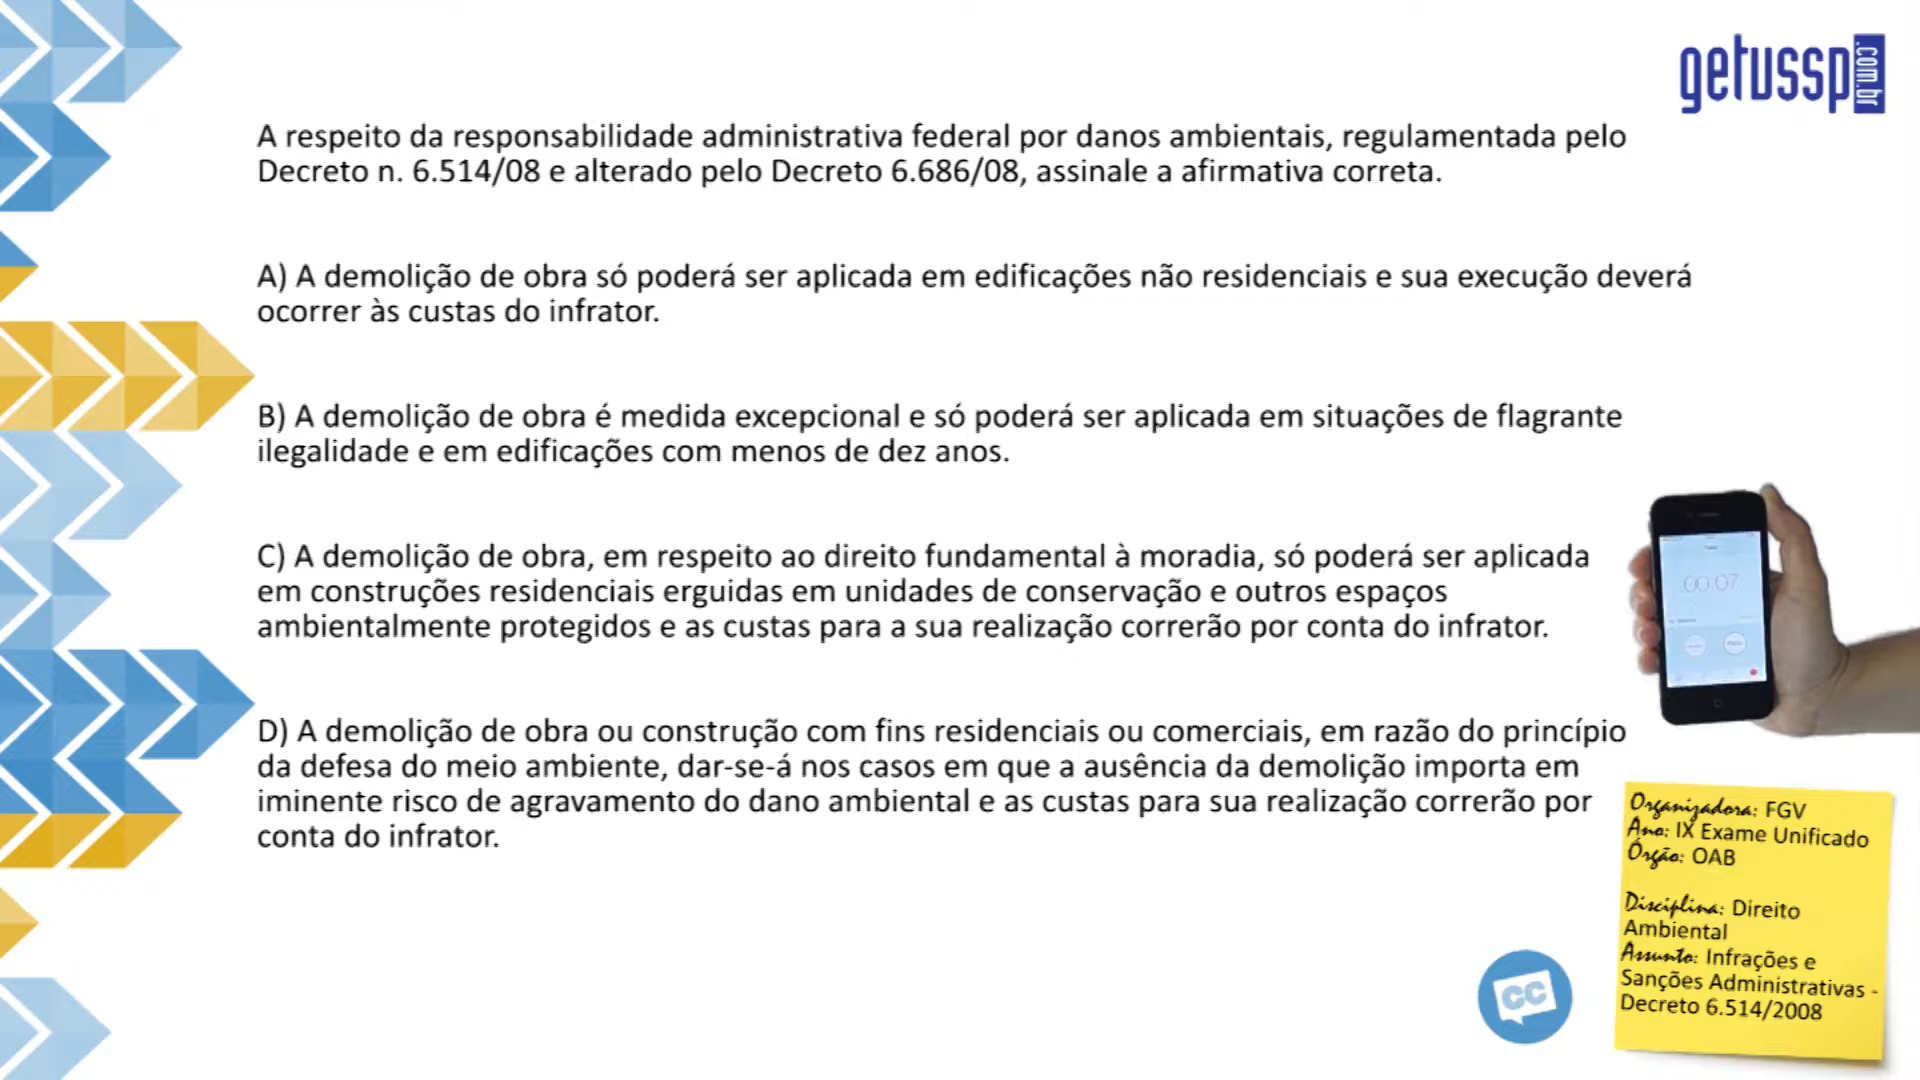 getussp.com.br
A respeito da responsabilidade administrativa federal por danos ambientais, regulamentada pelo
Decreto n. 6.514/08 e alterado pelo Decreto 6.686/08, assinale a afirmativa correta.
A) A demolição de obra só poderá ser aplicada em edificações não residenciais e sua execução deverá
ocorrer às custas do infrator.
B) A demolição de obra é medida excepcional e só poderá ser aplicada em situações de flagrante
ilegalidade e em edificações com menos de dez anos.
C) A demolição de obra, em respeito ao direito fundamental à moradia, só poderá ser aplicada
em construções residenciais erguidas em unidades de conservação e outros espaços
ambientalmente protegidos e as custas para a sua realização correrão por conta do infrator.
D) A demolição de obra ou construção com fins residenciais ou comerciais, em razão do princípio
da defesa do meio ambiente, dar-se-á nos casos em que a ausência da demolição importa em
iminente risco de agravamento do dano ambiental e as custas para sua realização correrão por
conta do infrator.
00:07
Organizadora: FGV
Ano: IX Exame Unificado
Órgão: OAB
Disciplina: Direito
Ambiental
Assunto: Infrações e
Sanções Administrativas -
Decreto 6.514/2008
CC